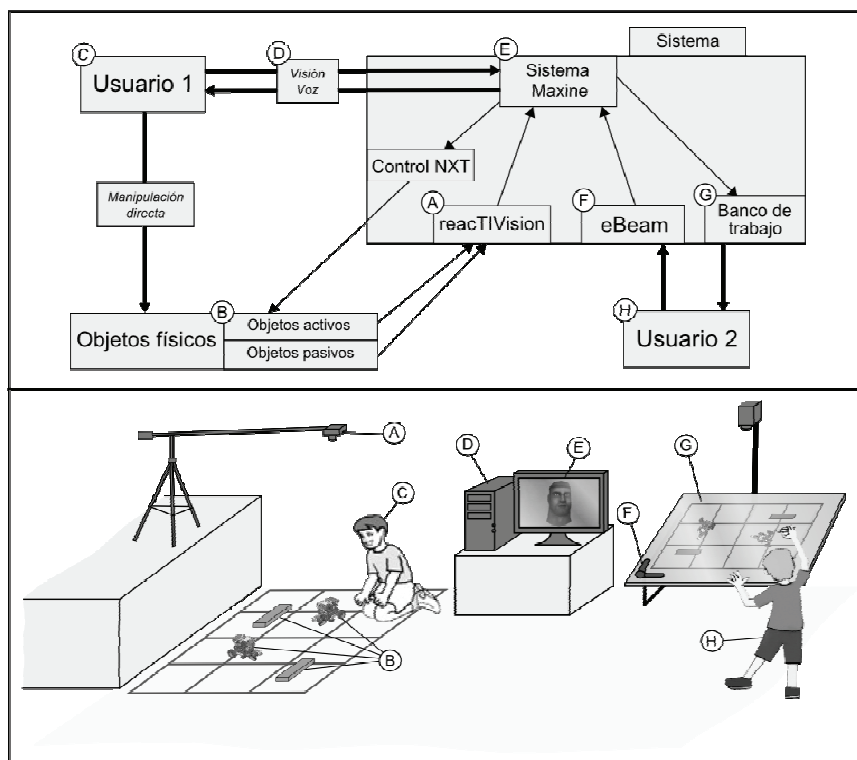 Sistema
C
Usuario 1
D
Visión
Voz
E
Sistema
Maxine
Control NXT
Manipulación
directa
A
reacTIVision
F
eBeam
G
Banco de
trabajo
B
Objetos físicos
Objetos activos
Objetos pasivos
H
Usuario 2
A
C
B
D
E
G
F
H